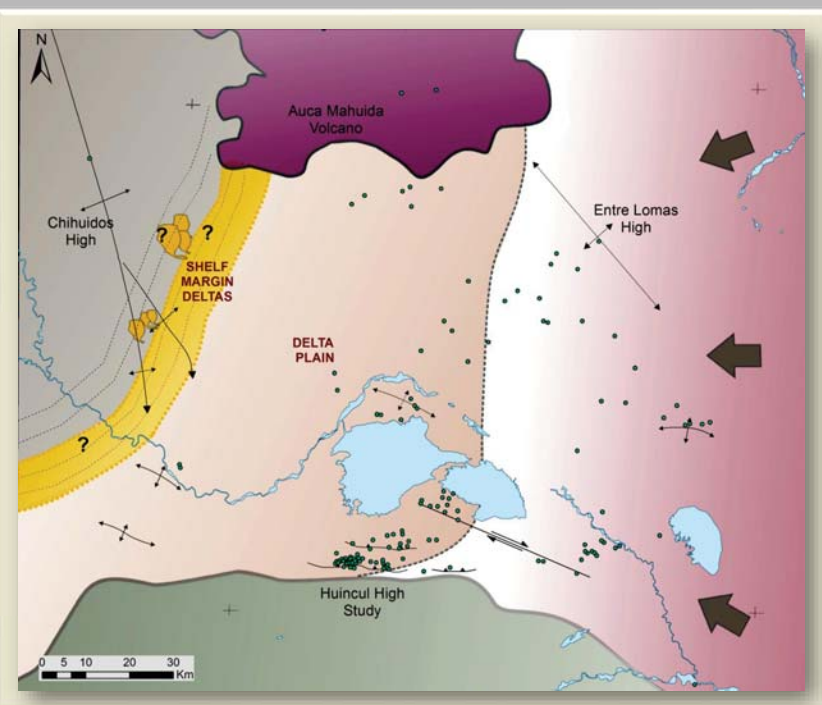 N
Auca Mahuida
Volcano
Chihuidos
High
Entre Lomas
High
?
?
SHELF
MARGIN
DELTAS
DELTA
PLAIN
?
Huincul High
Study
0 5 10 20 30
Km